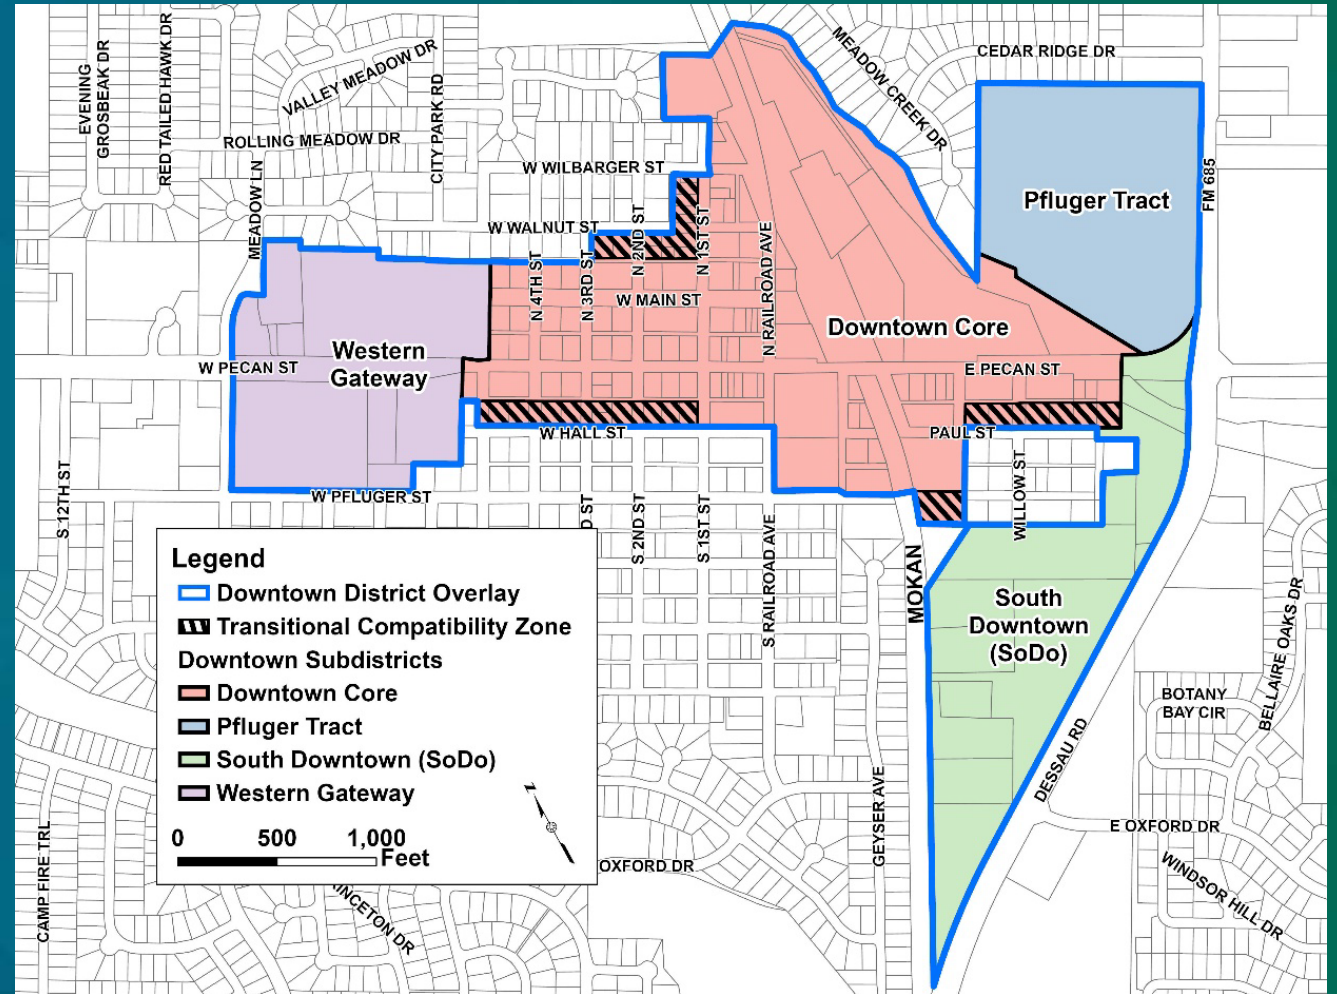 CEDAR RIDGE DR
MEADOW CREEK DR
EVENING
GROSBEAK DR
RED TAILED HAWK DR
VALLEY MEADOW DR
CITY PARK RD
ROLLING MEADOW DR
MEADOW LN
W WILBARGER ST
FM 685
Pfluger Tract
W WALNUT ST
N 4TH ST
N 3RD ST
N 2ND ST
N 1ST ST
N RAILROAD AVE
W MAIN ST
Downtown Core
Western
Gateway
W PECAN ST
E PECAN ST
W HALL ST
PAUL ST
WILLOW ST
S 12TH ST
W PFLUGER ST
D ST
S 2ND ST
S 1ST ST
S RAILROAD AVE
MOKAN
South
Downtown
(SoDo)
BELLAIRE OAKS DR
BOTANY
BAY CIR
DESSAU RD
GEYSER AVE
E OXFORD DR
WINDSOR HILL DR
OXFORD DR
INCETON DR
CAMP FIRE TRL
Legend
Downtown District Overlay
Transitional Compatibility Zone
Downtown Subdistricts
Downtown Core
Pfluger Tract
South Downtown (SoDo)
Western Gateway
0 500 1,000
Feet
N